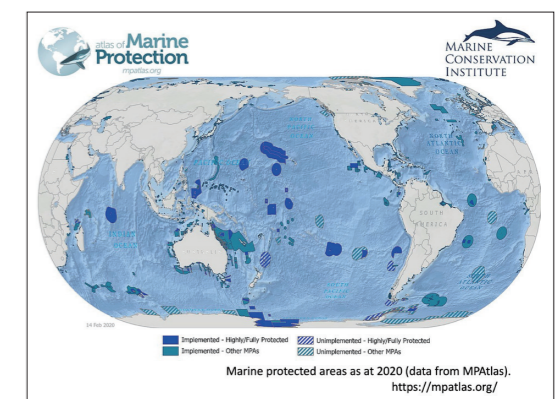 atlas of Marine
Protection
mpatlas.org
MARINE
CONSERVATION
INSTITUTE
NORTH
ATLANTIC
OCEAN
SOUTH
AMERICA
14 Feb 2020
Implemented - Highly/Fully Protected
Unimplemented - Highly/Fully Protected
Implemented - Other MPAs
Unimplemented - Other MPAs
Marine protected areas as at 2020 (data from MPAtlas).
https://mpatlas.org/